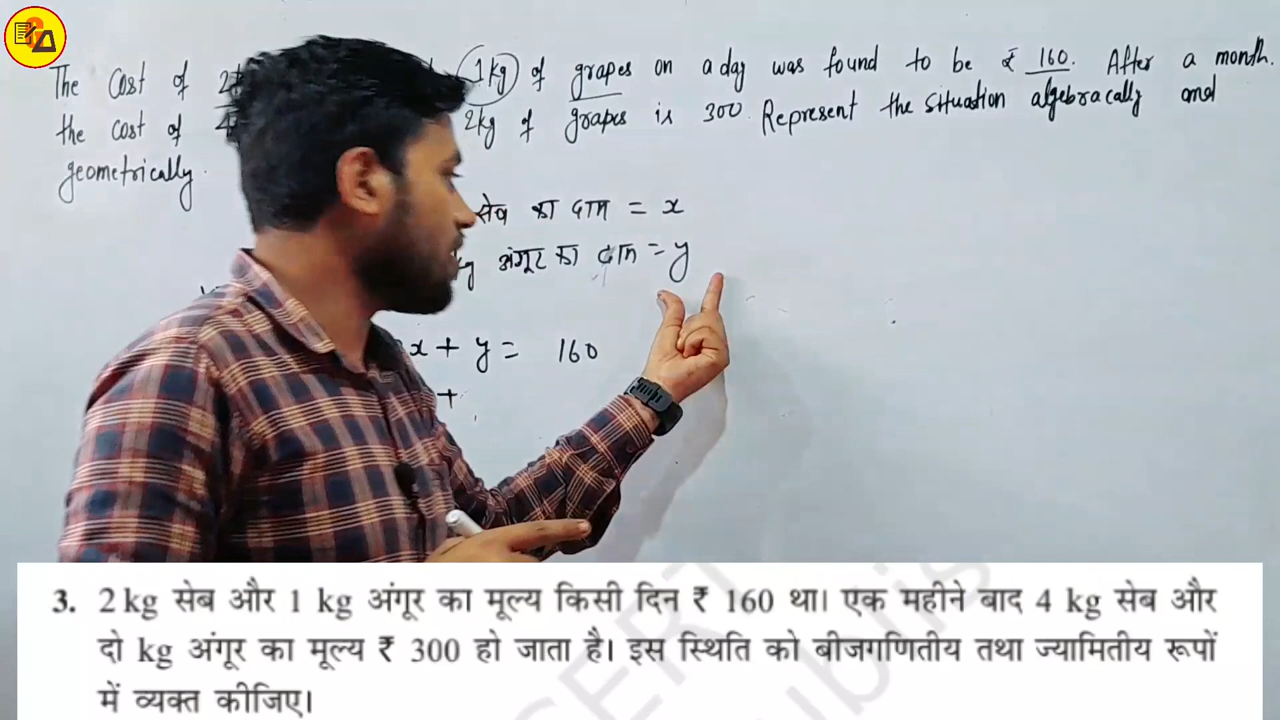 The Cost of 1kg of grapes on a day was found to be ₹ 160. After a month.
the cost of 2kg of grapes is 300. Represent the situation algebracally and
geometrically.
सेब का दाम = x
अंगूर का दाम = y
x + y = 160
+
3. 2 kg सेब और 1 kg अंगूर का मूल्य किसी दिन ₹ 160 था। एक महीने बाद 4 kg सेब और
दो kg अंगूर का मूल्य ₹ 300 हो जाता है। इस स्थिति को बीजगणितीय तथा ज्यामितीय रूपों
में व्यक्त कीजिए।